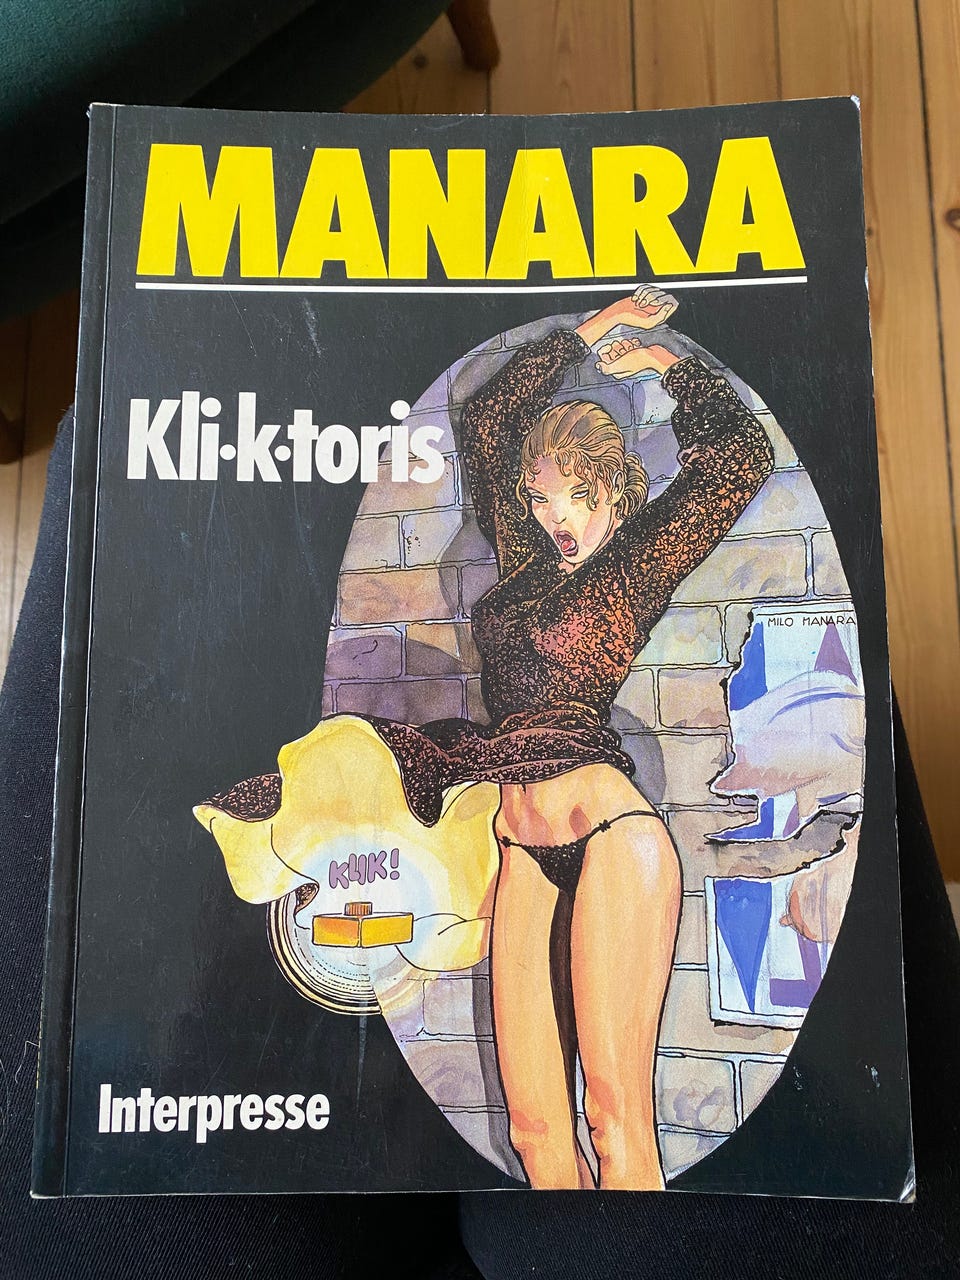 MANARA
Kli·k·toris
MILO MANARA
KLIK!
Interpresse